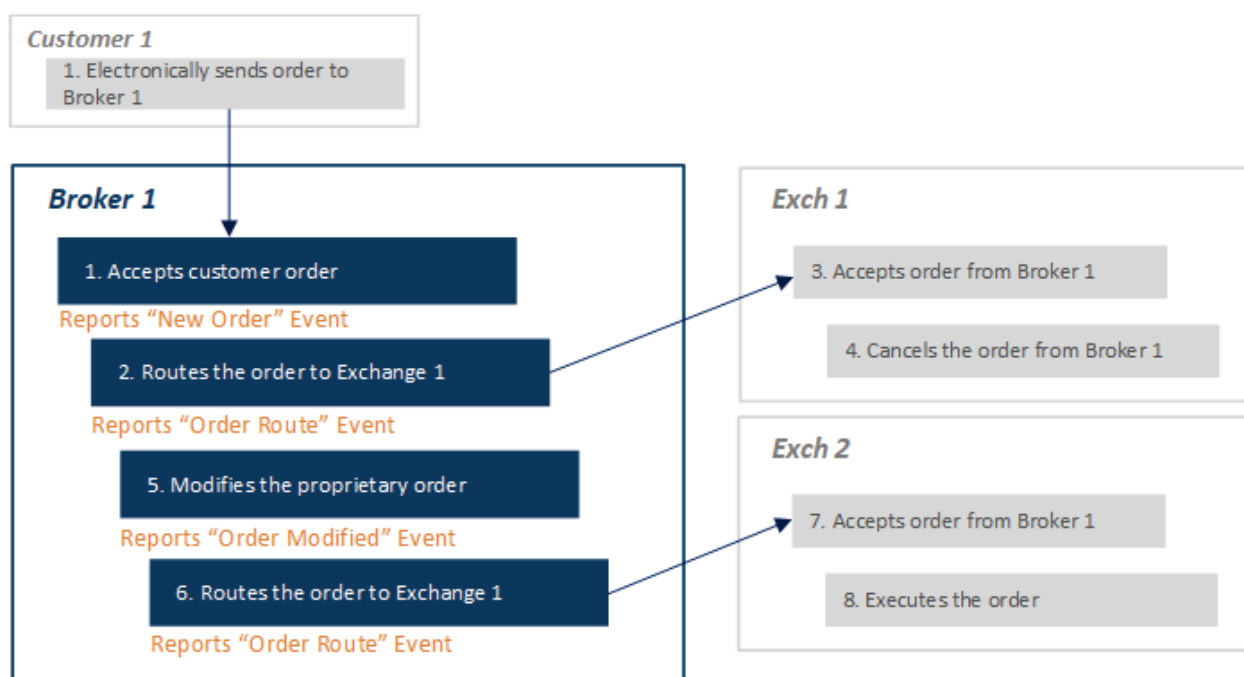 Customer 1
1. Electronically sends order to
Broker 1
Broker 1
1. Accepts customer order
Reports “New Order” Event
2. Routes the order to Exchange 1
Reports “Order Route” Event
5. Modifies the proprietary order
Reports “Order Modified” Event
6. Routes the order to Exchange 1
Reports “Order Route” Event
Exch 1
3. Accepts order from Broker 1
4. Cancels the order from Broker 1
Exch 2
7. Accepts order from Broker 1
8. Executes the order